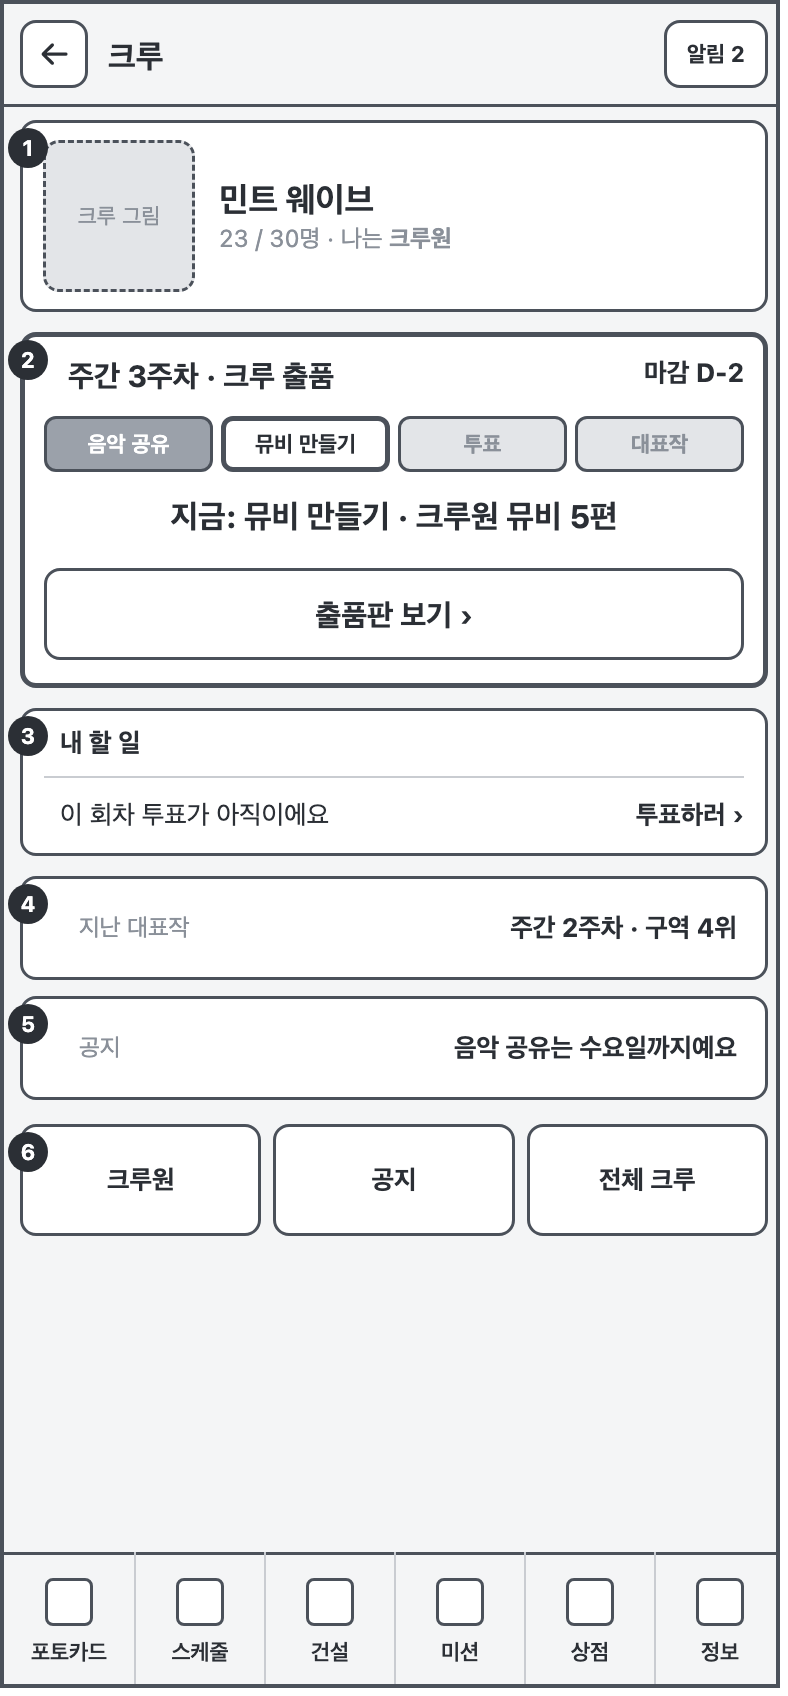 크루
알림 2
1
크루 그림
민트 웨이브
23 / 30명 · 나는 크루원
2
주간 3주차 · 크루 출품
마감 D-2
음악 공유
뮤비 만들기
투표
대표작
지금: 뮤비 만들기 · 크루원 뮤비 5편
출품판 보기 ›
3
내 할 일
이 회차 투표가 아직이에요
투표하러 ›
4
지난 대표작
주간 2주차 · 구역 4위
5
공지
음악 공유는 수요일까지예요
6
크루원
공지
전체 크루
포토카드
스케줄
건설
미션
상점
정보